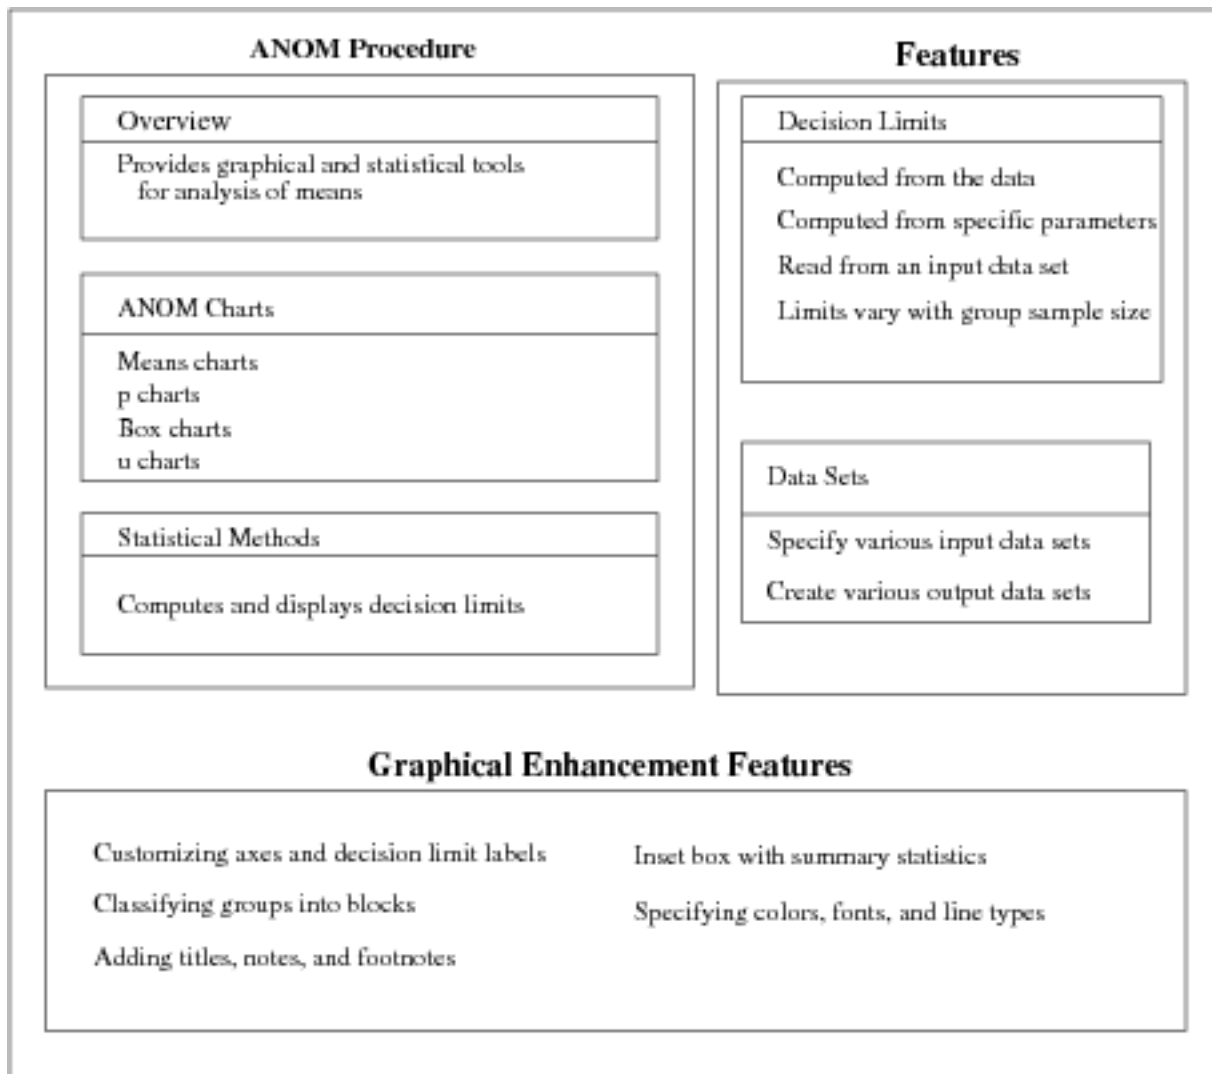 ANOM Procedure
Overview
Provides graphical and statistical tools
for analysis of means
ANOM Charts
Means charts
p charts
Box charts
u charts
Statistical Methods
Computes and displays decision limits
Features
Decision Limits
Computed from the data
Computed from specific parameters
Read from an input data set
Limits vary with group sample size
Data Sets
Specify various input data sets
Create various output data sets
Graphical Enhancement Features
Customizing axes and decision limit labels
Classifying groups into blocks
Adding titles, notes, and footnotes
Inset box with summary statistics
Specifying colors, fonts, and line types